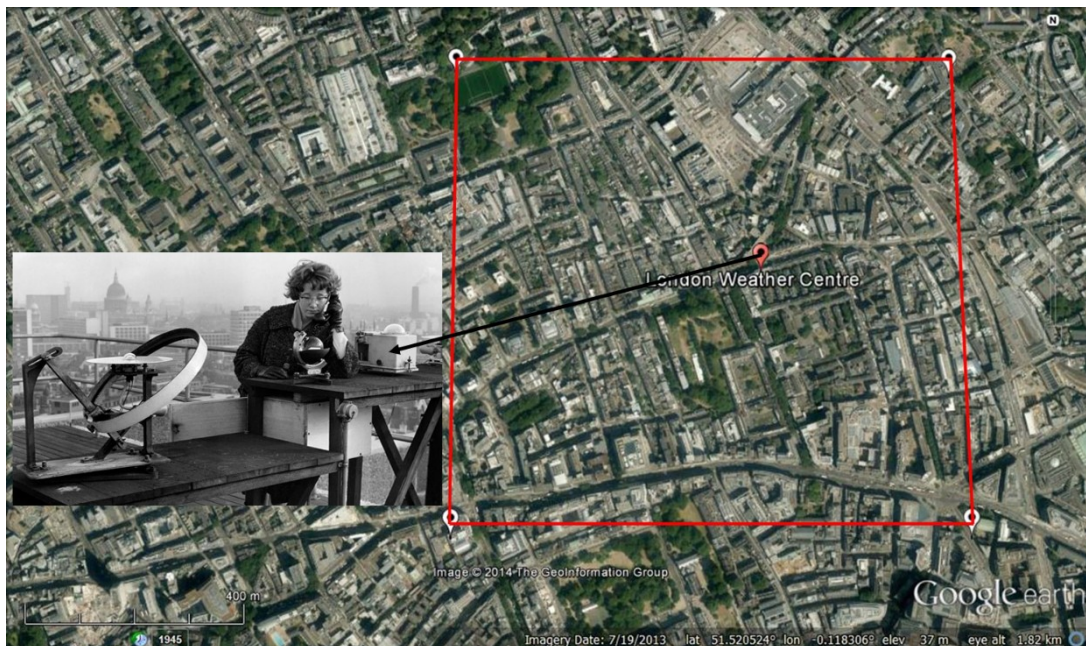 N
London Weather Centre
Image © 2014 The GeoInformation Group
Google earth
400 m
1945
Imagery Date: 7/19/2013 lat 51.520524° lon -0.118306° elev 37 m eye alt 1.82 km